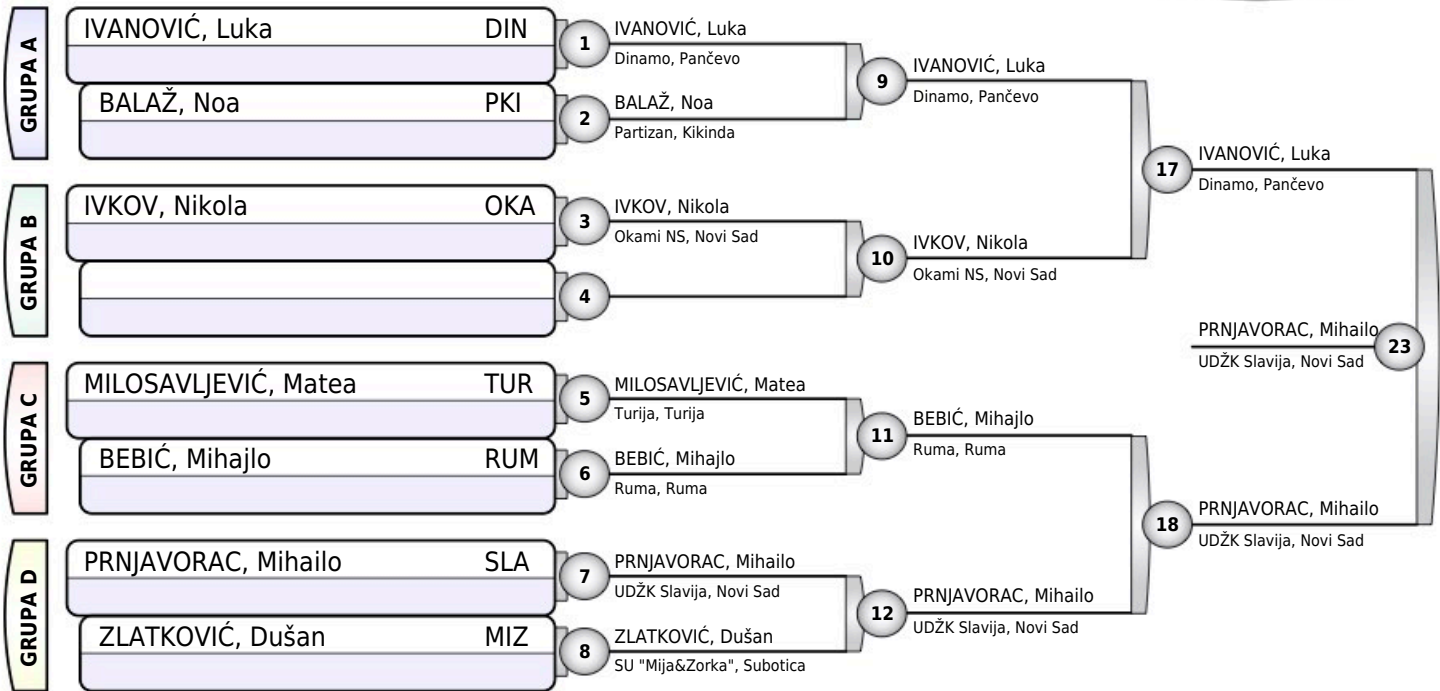 GRUPA A
IVANOVIĆ, Luka DIN
BALAŽ, Noa PKI
GRUPA B
IVKOV, Nikola OKA
GRUPA C
MILOSAVLJEVIĆ, Matea TUR
BEBIĆ, Mihajlo RUM
GRUPA D
PRNJAVORAC, Mihailo SLA
ZLATKOVIĆ, Dušan MIZ
1
IVANOVIĆ, Luka
Dinamo, Pančevo
2
BALAŽ, Noa
Partizan, Kikinda
3
IVKOV, Nikola
Okami NS, Novi Sad
4
5
MILOSAVLJEVIĆ, Matea
Turija, Turija
6
BEBIĆ, Mihajlo
Ruma, Ruma
7
PRNJAVORAC, Mihailo
UDŽK Slavija, Novi Sad
8
ZLATKOVIĆ, Dušan
SU "Mija&Zorka", Subotica
9
IVANOVIĆ, Luka
Dinamo, Pančevo
10
IVKOV, Nikola
Okami NS, Novi Sad
11
BEBIĆ, Mihajlo
Ruma, Ruma
12
PRNJAVORAC, Mihailo
UDŽK Slavija, Novi Sad
17
IVANOVIĆ, Luka
Dinamo, Pančevo
18
PRNJAVORAC, Mihailo
UDŽK Slavija, Novi Sad
PRNJAVORAC, Mihailo
UDŽK Slavija, Novi Sad
23